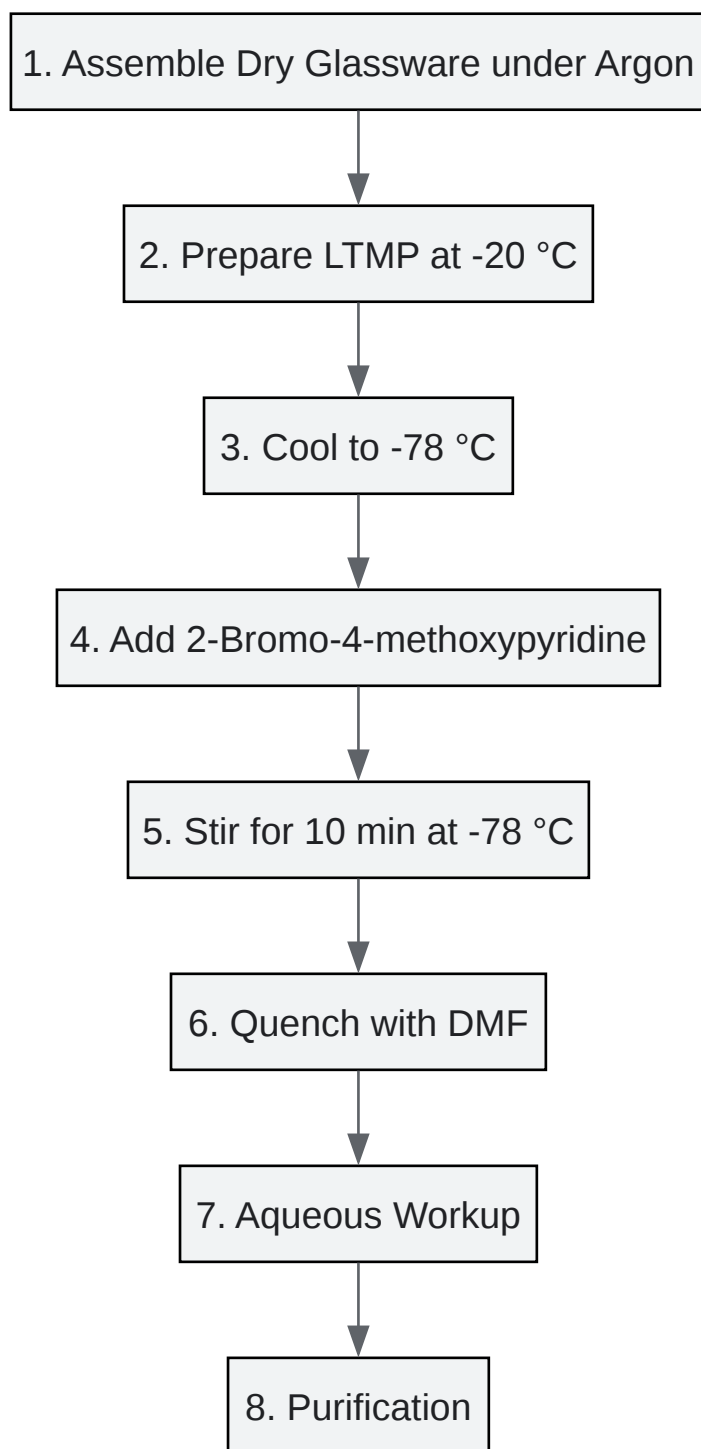 1. Assemble Dry Glassware under Argon
2. Prepare LTMP at -20 °C
3. Cool to -78 °C
4. Add 2-Bromo-4-methoxypyridine
5. Stir for 10 min at -78 °C
6. Quench with DMF
7. Aqueous Workup
8. Purification